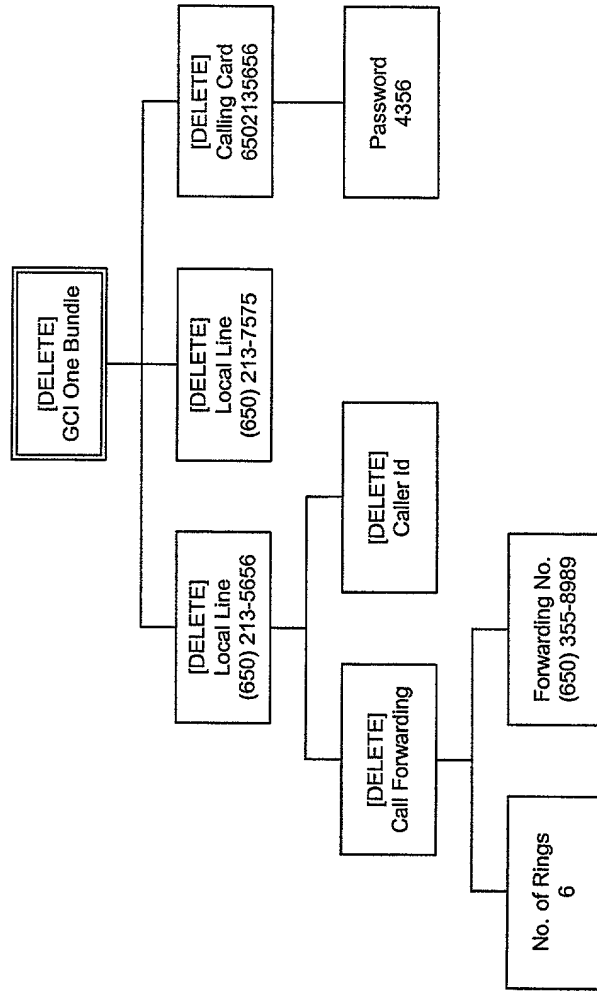 [DELETE]
GCI One Bundle
[DELETE]
Local Line
(650) 213-5656
[DELETE]
Local Line
(650) 213-7575
[DELETE]
Calling Card
6502135656
[DELETE]
Call Forwarding
[DELETE]
Caller Id
Password
4356
No. of Rings
6
Forwarding No.
(650) 355-8989